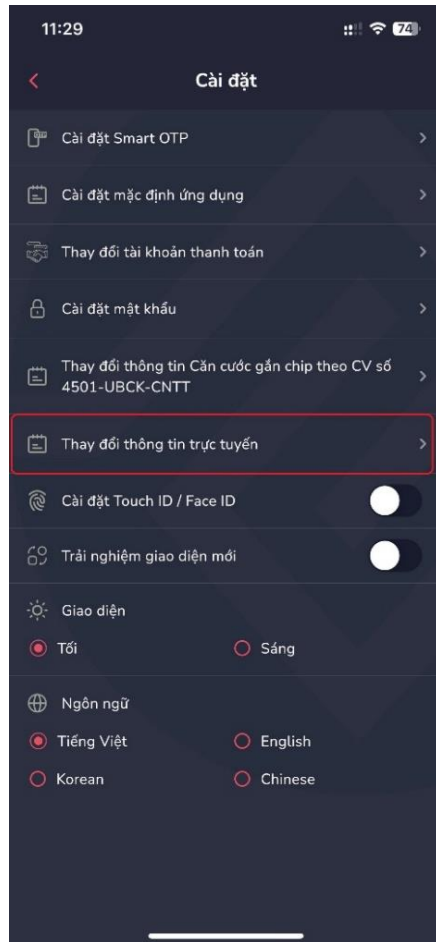 11:29
74
Cài đặt
Cài đặt Smart OTP
Cài đặt mặc định ứng dụng
Thay đổi tài khoản thanh toán
Cài đặt mật khẩu
Thay đổi thông tin Căn cước gắn chip theo CV số
4501-UBCK-CNTT
Thay đổi thông tin trực tuyến
Cài đặt Touch ID / Face ID
Trải nghiệm giao diện mới
Giao diện
Tối
Sáng
Ngôn ngữ
Tiếng Việt
English
Korean
Chinese